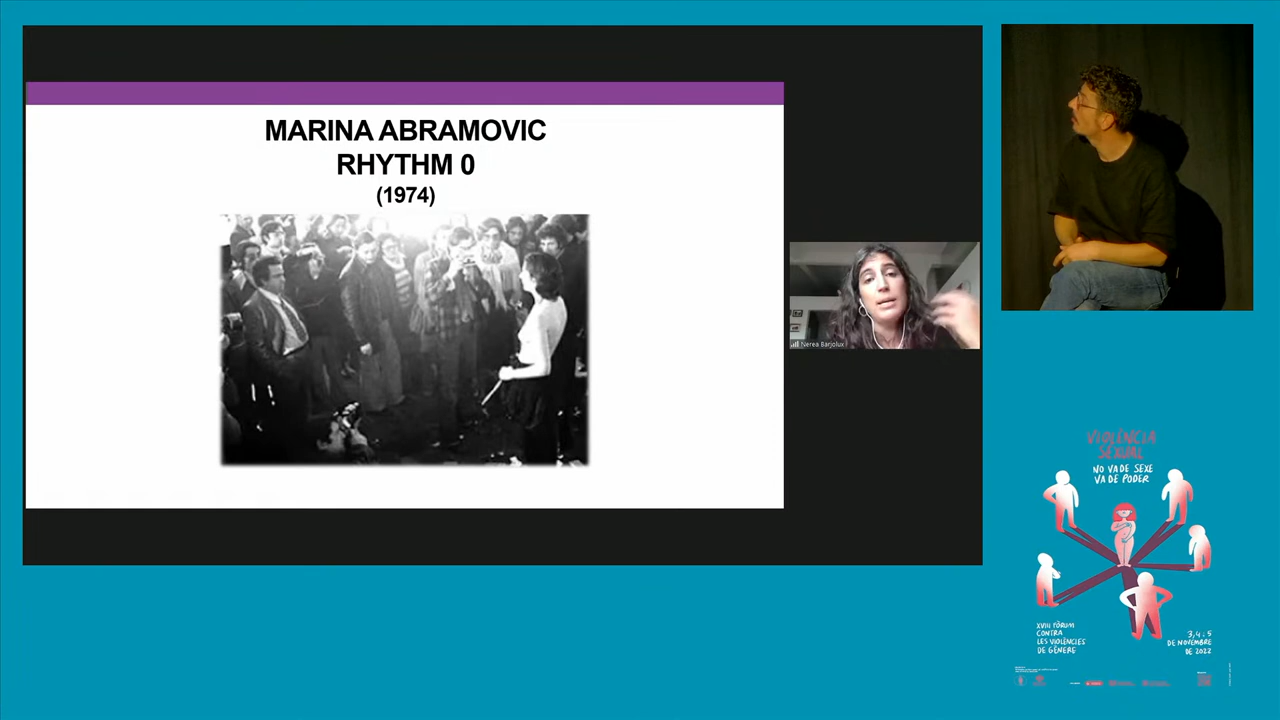 MARINA ABRAMOVIC
RHYTHM 0
(1974)
Nerea Barjolux
VIOLÈNCIA
SEXUAL
NO VA DE SEXE
VA DE PODER
XVIII FÒRUM
CONTRA
LES VIOLÈNCIES
DE GÈNERE
3, 4 i 5
DE NOVEMBRE
DE 2022